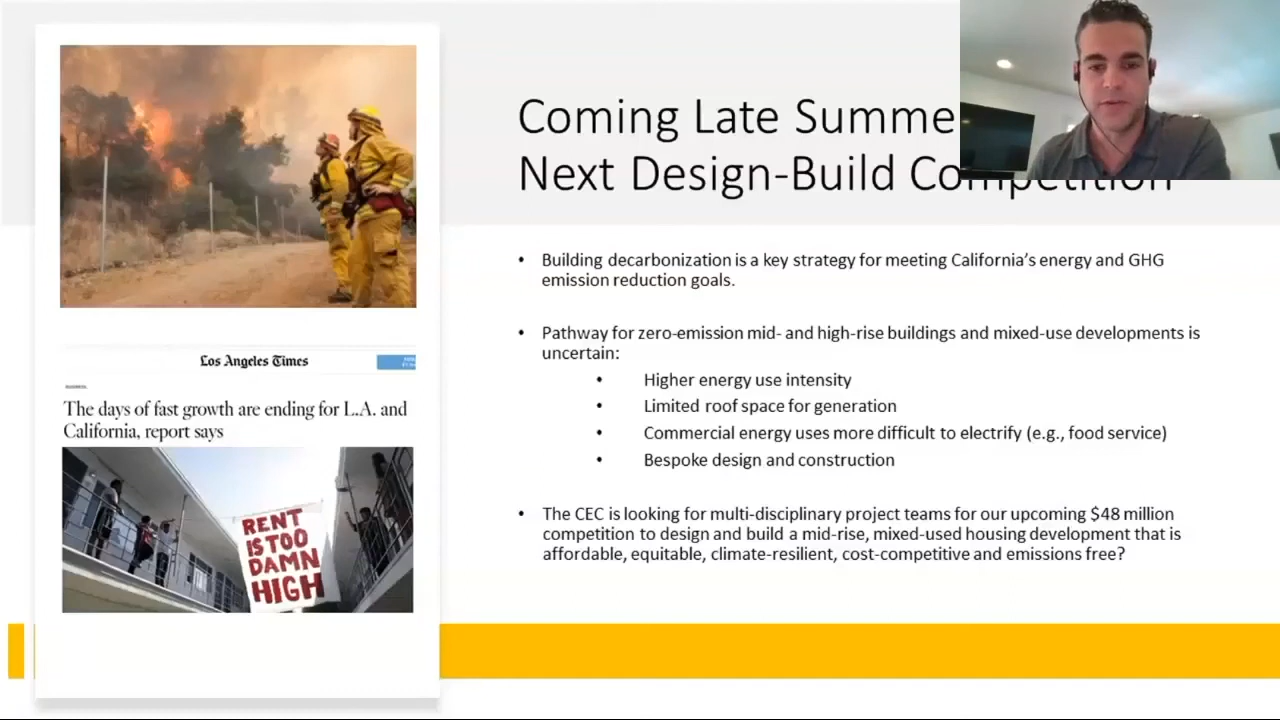 Coming Late Summe
Next Design-Build Competition
• Building decarbonization is a key strategy for meeting California’s energy and GHG
emission reduction goals.
• Pathway for zero-emission mid- and high-rise buildings and mixed-use developments is
uncertain:
• Higher energy use intensity
• Limited roof space for generation
• Commercial energy uses more difficult to electrify (e.g., food service)
• Bespoke design and construction
• The CEC is looking for multi-disciplinary project teams for our upcoming $48 million
competition to design and build a mid-rise, mixed-used housing development that is
affordable, equitable, climate-resilient, cost-competitive and emissions free?
Los Angeles Times
The days of fast growth are ending for L.A. and
California, report says
RENT
IS TOO
DAMN
HIGH